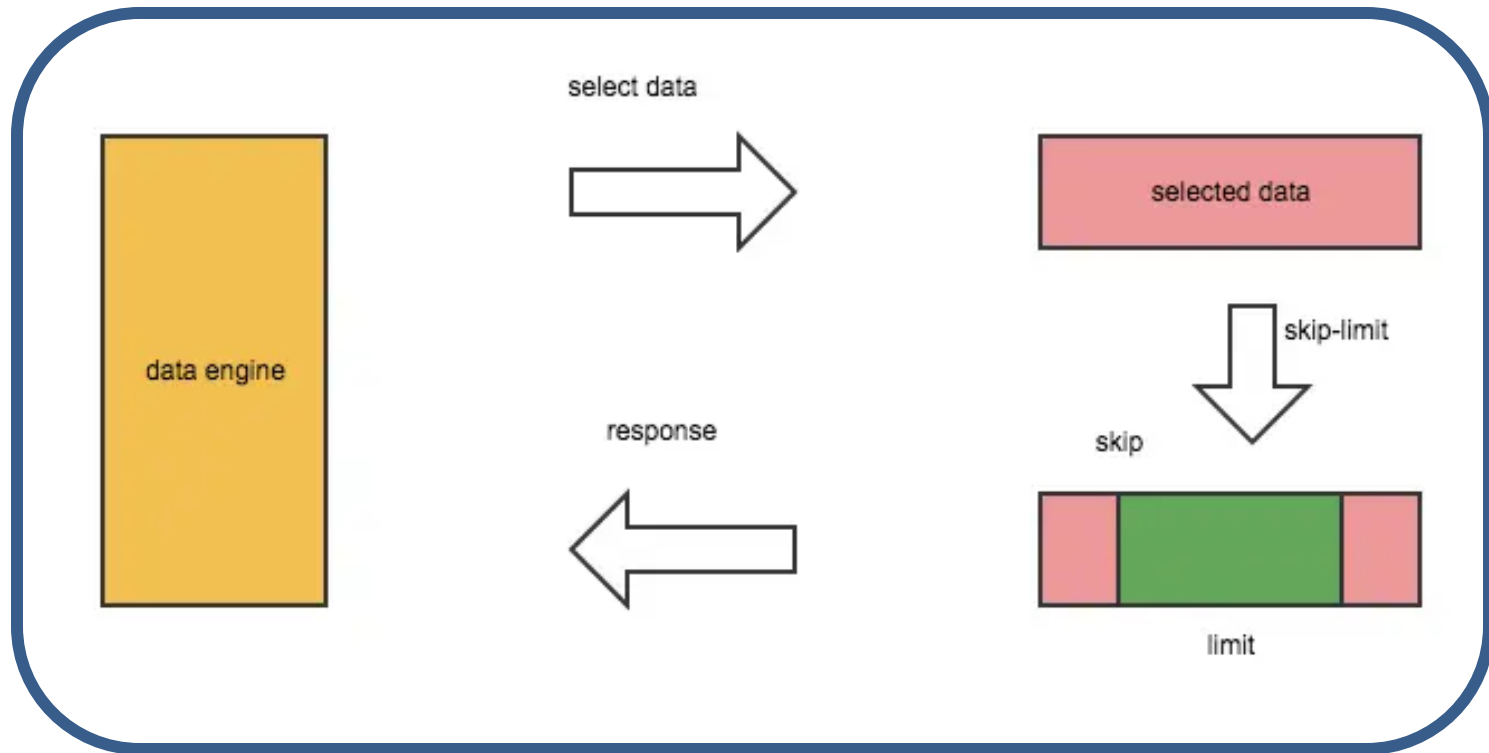 select data
selected data
data engine
skip-limit
response
skip
limit